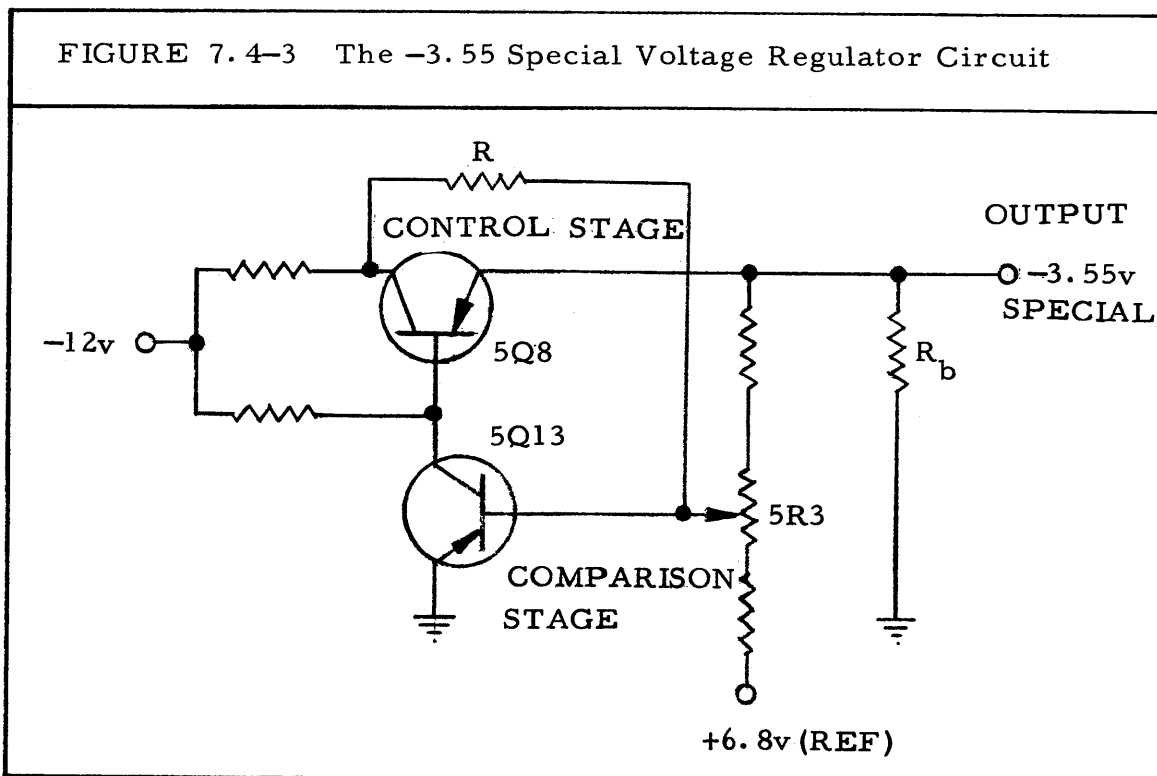 FIGURE 7.4-3 The -3.55 Special Voltage Regulator Circuit
R
CONTROL STAGE
OUTPUT
-3.55v
SPECIAL
-12v
5Q8
R_b
5Q13
5R3
COMPARISON
STAGE
+6.8v (REF)